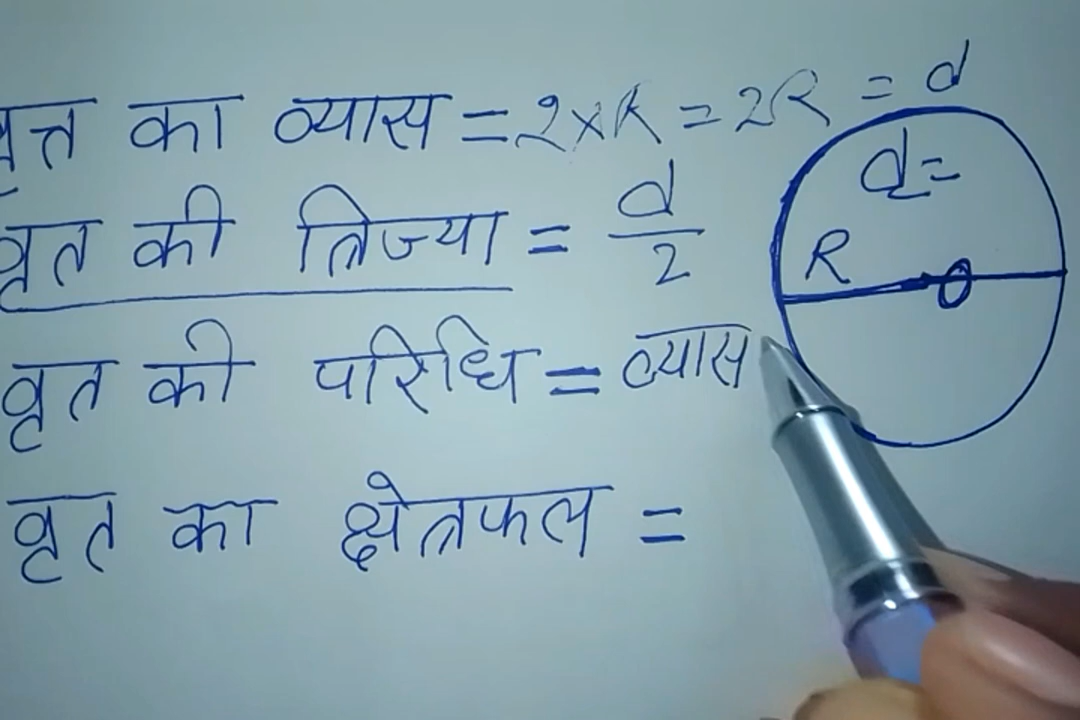 वृत्त का व्यास = 2×R = 2R = d
वृत की त्रिज्या = d/2
वृत की परिधि = व्यास
वृत का क्षेत्रफल =
d=
R
O